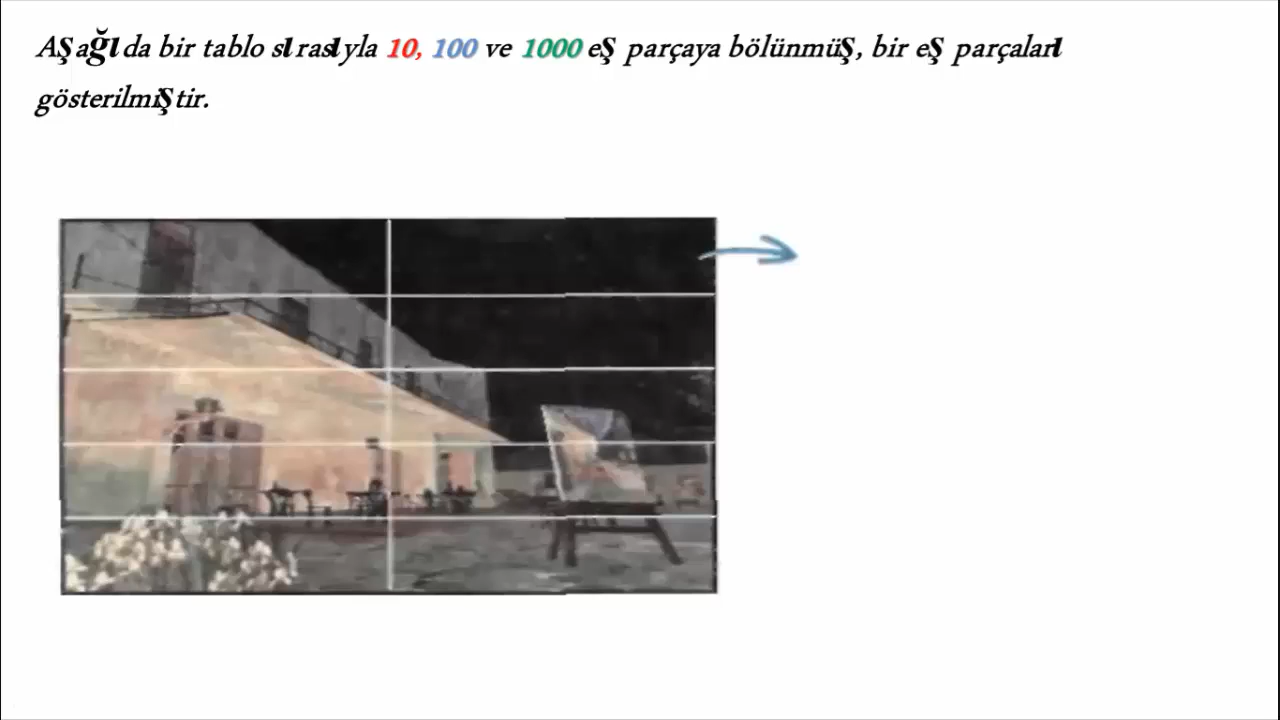 Aşağıda bir tablo sırasıyla 10, 100 ve 1000 eş parçaya bölünmüş, bir eş parçaları
gösterilmiştir.